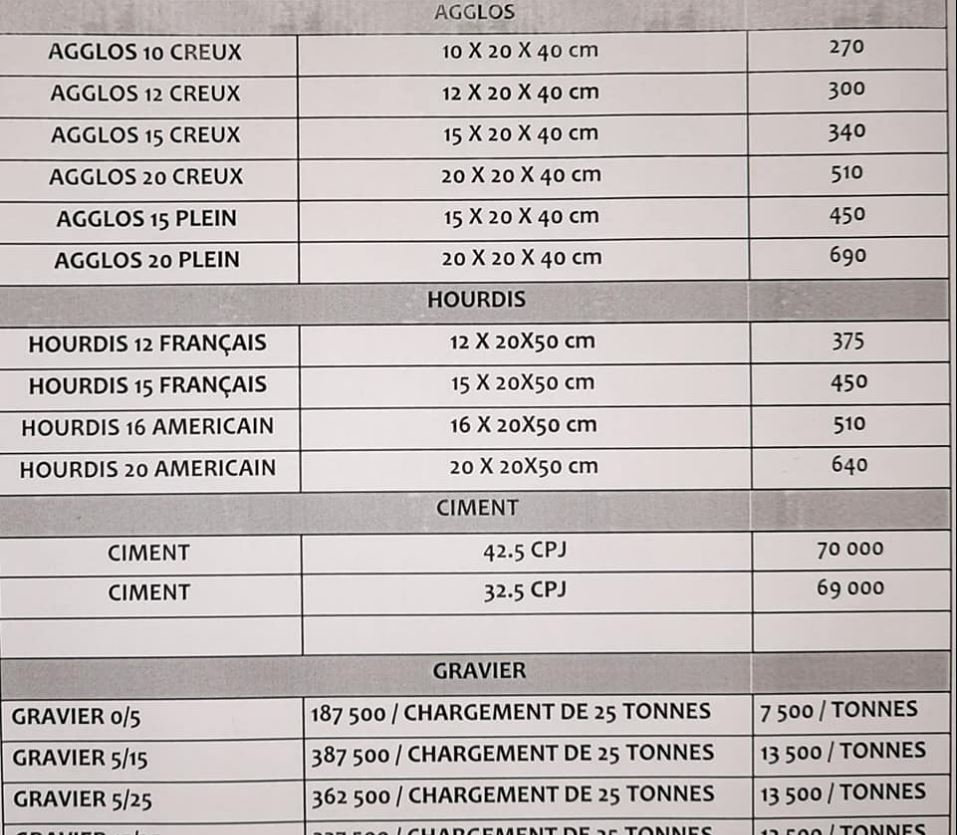 AGGLOS
AGGLOS 10 CREUX 10 X 20 X 40 cm 270
AGGLOS 12 CREUX 12 X 20 X 40 cm 300
AGGLOS 15 CREUX 15 X 20 X 40 cm 340
AGGLOS 20 CREUX 20 X 20 X 40 cm 510
AGGLOS 15 PLEIN 15 X 20 X 40 cm 450
AGGLOS 20 PLEIN 20 X 20 X 40 cm 690
HOURDIS
HOURDIS 12 FRANÇAIS 12 X 20X50 cm 375
HOURDIS 15 FRANÇAIS 15 X 20X50 cm 450
HOURDIS 16 AMERICAIN 16 X 20X50 cm 510
HOURDIS 20 AMERICAIN 20 X 20X50 cm 640
CIMENT
CIMENT 42.5 CPJ 70 000
CIMENT 32.5 CPJ 69 000
GRAVIER
GRAVIER 0/5 187 500 / CHARGEMENT DE 25 TONNES 7 500 / TONNES
GRAVIER 5/15 387 500 / CHARGEMENT DE 25 TONNES 13 500 / TONNES
GRAVIER 5/25 362 500 / CHARGEMENT DE 25 TONNES 13 500 / TONNES
GRAVIER / CHARGEMENT DE 25 TONNES / TONNES